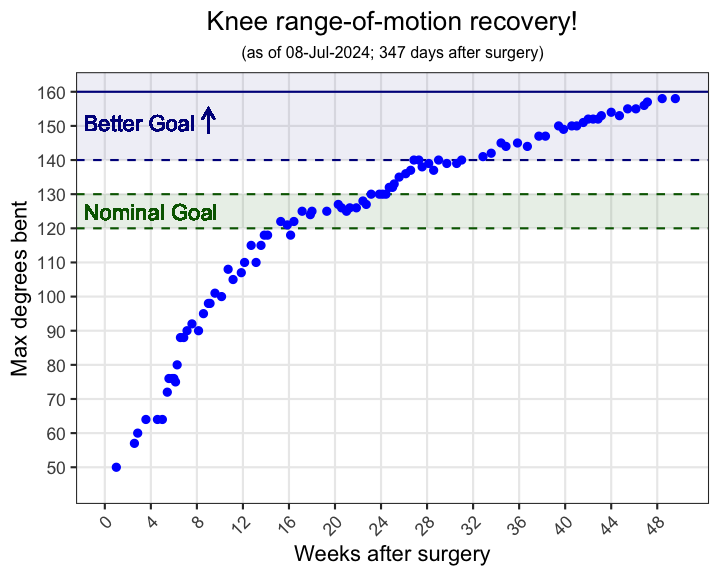 Knee range-of-motion recovery!
(as of 08-Jul-2024; 347 days after surgery)
Max degrees bent
160
150
140
130
120
110
100
90
80
70
60
50
Better Goal ↑
Nominal Goal
0 4 8 12 16 20 24 28 32 36 40 44 48
Weeks after surgery